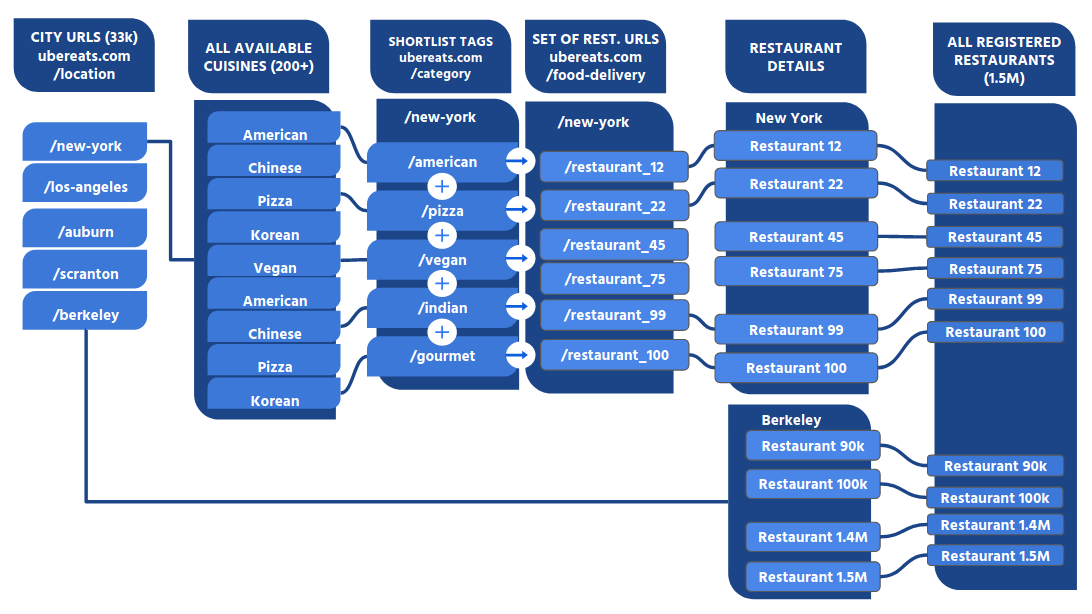 CITY URLS (33k)
ubereats.com
/location
ALL AVAILABLE
CUISINES (200+)
SHORTLIST TAGS
ubereats.com
/category
SET OF REST. URLS
ubereats.com
/food-delivery
RESTAURANT
DETAILS
ALL REGISTERED
RESTAURANTS
(1.5M)
/new-york
/los-angeles
/auburn
/scranton
/berkeley
American
Chinese
Pizza
Korean
Vegan
American
Chinese
Pizza
Korean
/new-york
/american
+
/pizza
+
/vegan
+
/indian
+
/gourmet
/new-york
/restaurant_12
/restaurant_22
/restaurant_45
/restaurant_75
/restaurant_99
/restaurant_100
New York
Restaurant 12
Restaurant 22
Restaurant 45
Restaurant 75
Restaurant 99
Restaurant 100
Berkeley
Restaurant 90k
Restaurant 100k
Restaurant 1.4M
Restaurant 1.5M
Restaurant 12
Restaurant 22
Restaurant 45
Restaurant 75
Restaurant 99
Restaurant 100
Restaurant 90k
Restaurant 100k
Restaurant 1.4M
Restaurant 1.5M